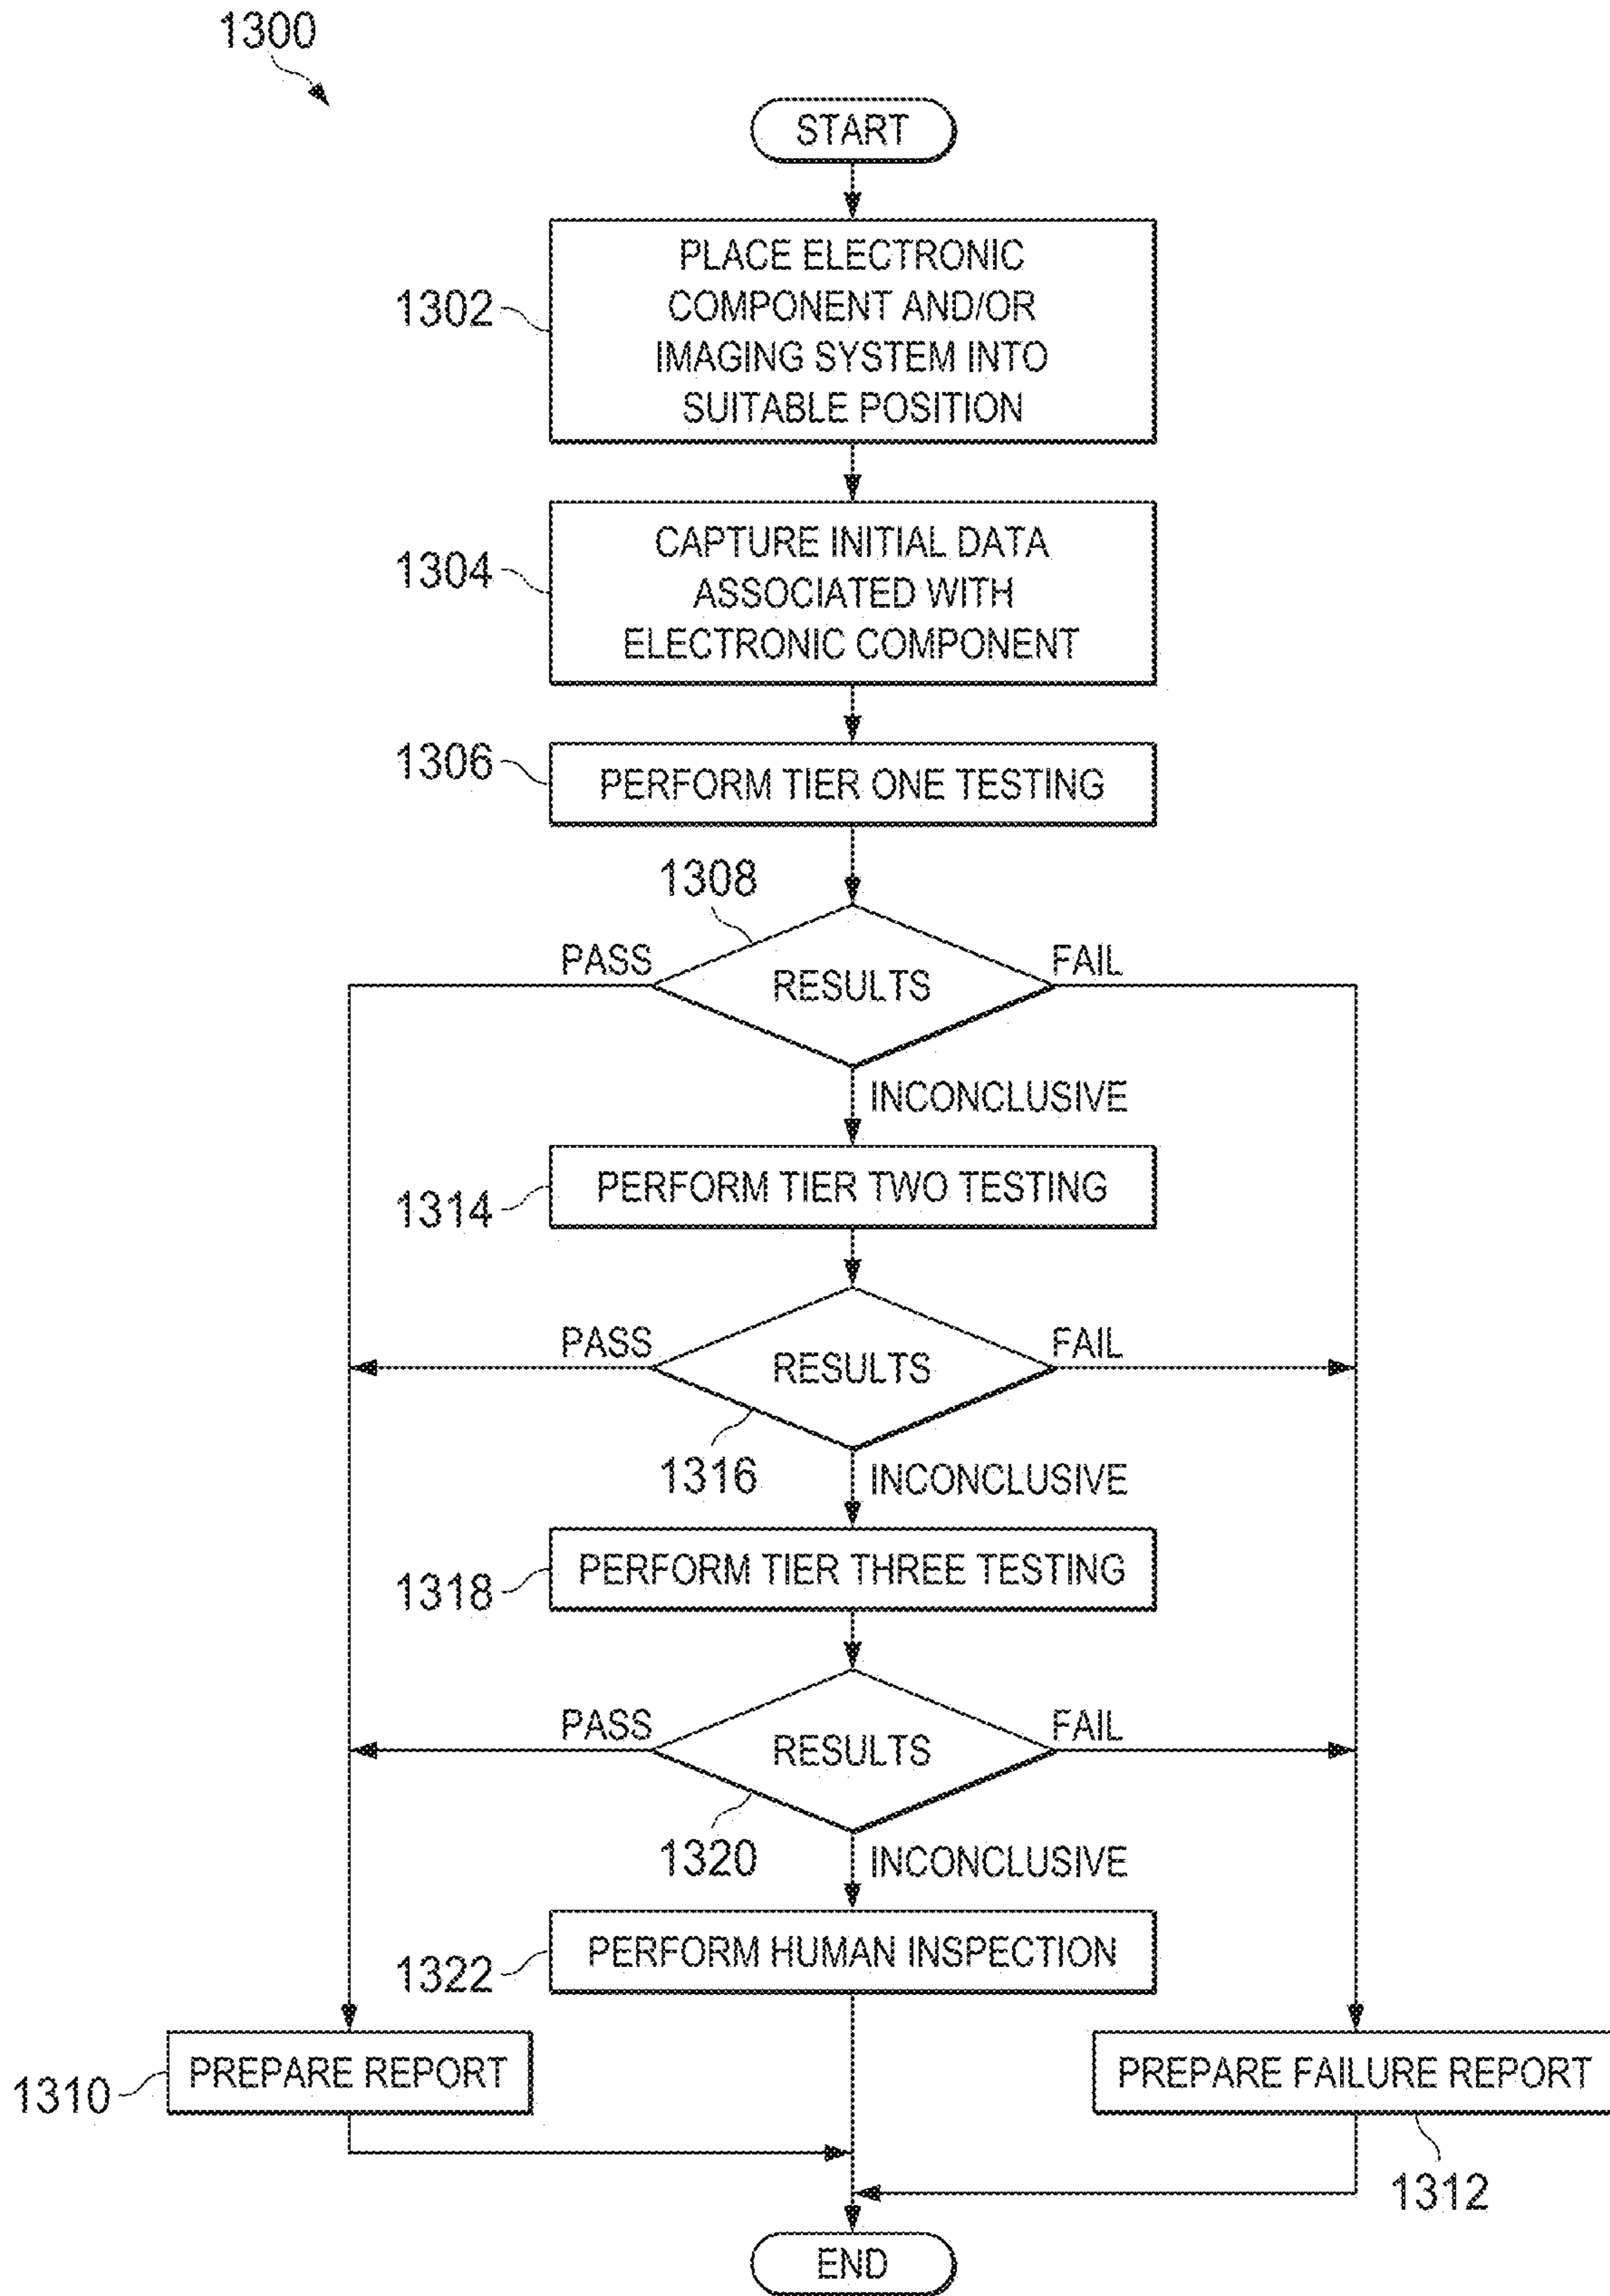 1300
START
1302
PLACE ELECTRONIC
COMPONENT AND/OR
IMAGING SYSTEM INTO
SUITABLE POSITION
1304
CAPTURE INITIAL DATA
ASSOCIATED WITH
ELECTRONIC COMPONENT
1306
PERFORM TIER ONE TESTING
1308
PASS
RESULTS
FAIL
INCONCLUSIVE
1314
PERFORM TIER TWO TESTING
PASS
RESULTS
FAIL
1316
INCONCLUSIVE
1318
PERFORM TIER THREE TESTING
PASS
RESULTS
FAIL
1320
INCONCLUSIVE
1322
PERFORM HUMAN INSPECTION
1310
PREPARE REPORT
PREPARE FAILURE REPORT
1312
END